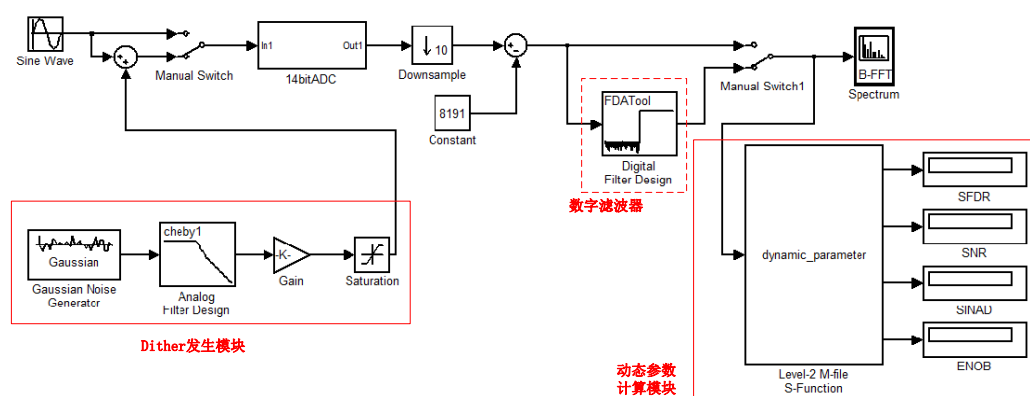 Sine Wave
Manual Switch
In1
Out1
14bitADC
10
Downsample
8191
Constant
FDATool
Digital
Filter Design
数字滤波器
Manual Switch1
B-FFT
Spectrum
Gaussian
Gaussian Noise
Generator
cheby1
Analog
Filter Design
-K-
Gain
Saturation
Dither发生模块
dynamic_parameter
Level-2 M-file
S-Function
SFDR
SNR
SINAD
ENOB
动态参数
计算模块